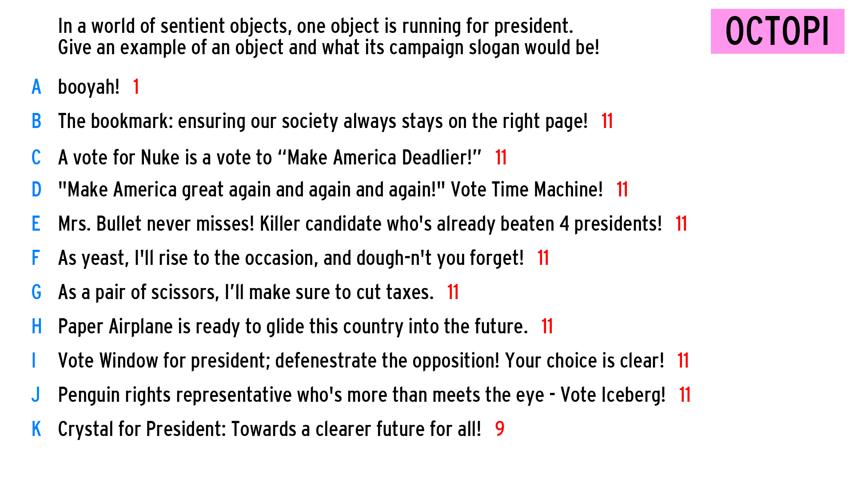 In a world of sentient objects, one object is running for president.
Give an example of an object and what its campaign slogan would be!
OCTOPI
A booyah! 1
B The bookmark: ensuring our society always stays on the right page! 11
C A vote for Nuke is a vote to “Make America Deadlier!” 11
D "Make America great again and again and again!" Vote Time Machine! 11
E Mrs. Bullet never misses! Killer candidate who's already beaten 4 presidents! 11
F As yeast, I'll rise to the occasion, and dough-n't you forget! 11
G As a pair of scissors, I’ll make sure to cut taxes. 11
H Paper Airplane is ready to glide this country into the future. 11
I Vote Window for president; defenestrate the opposition! Your choice is clear! 11
J Penguin rights representative who's more than meets the eye - Vote Iceberg! 11
K Crystal for President: Towards a clearer future for all! 9